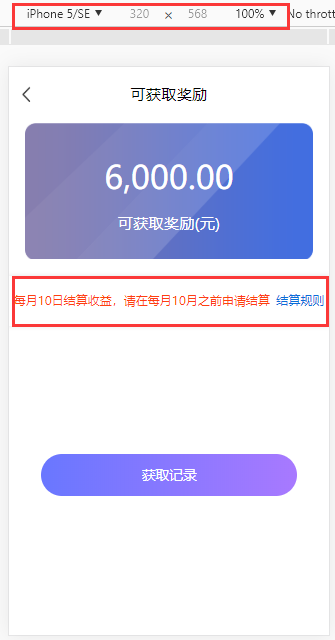 iPhone 5/SE ▼ 320 × 568 100% ▼ No thrott
可获取奖励
6,000.00
可获取奖励(元)
每月10日结算收益，请在每月10月之前申请结算 结算规则
获取记录